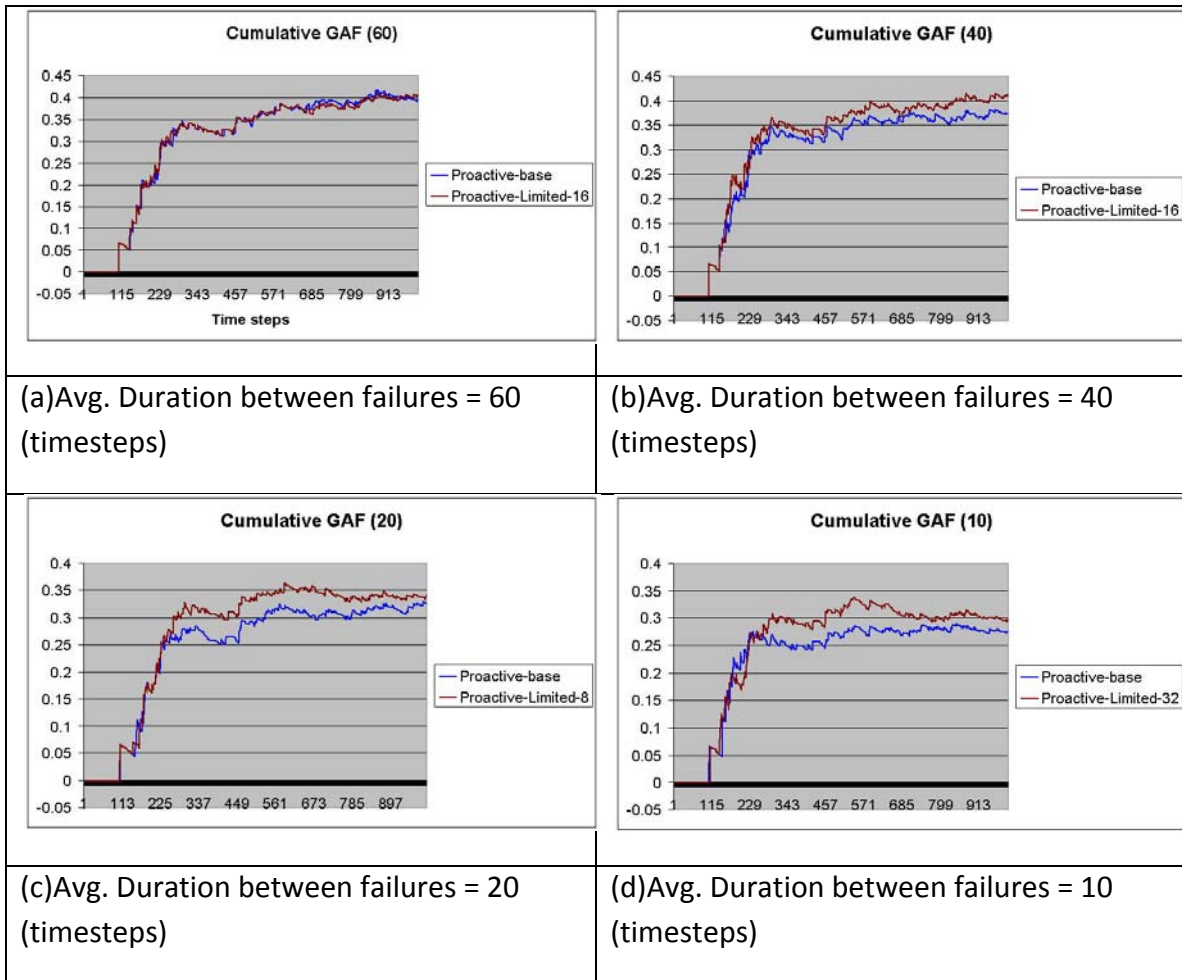 Cumulative GAF (60)
0.45
0.4
0.35
0.3
0.25
0.2
0.15
0.1
0.05
0
-0.05
1 115 229 343 457 571 685 799 913
Time steps
Proactive-base
Proactive-Limited-16
Cumulative GAF (40)
0.45
0.4
0.35
0.3
0.25
0.2
0.15
0.1
0.05
0
-0.05
1 115 229 343 457 571 685 799 913
Proactive-base
Proactive-Limited-16
(a)Avg. Duration between failures = 60
(timesteps)
(b)Avg. Duration between failures = 40
(timesteps)
Cumulative GAF (20)
0.4
0.35
0.3
0.25
0.2
0.15
0.1
0.05
0
-0.05
1 113 225 337 449 561 673 785 897
Proactive-base
Proactive-Limited-8
Cumulative GAF (10)
0.4
0.35
0.3
0.25
0.2
0.15
0.1
0.05
0
-0.05
1 115 229 343 457 571 685 799 913
Proactive-base
Proactive-Limited-32
(c)Avg. Duration between failures = 20
(timesteps)
(d)Avg. Duration between failures = 10
(timesteps)